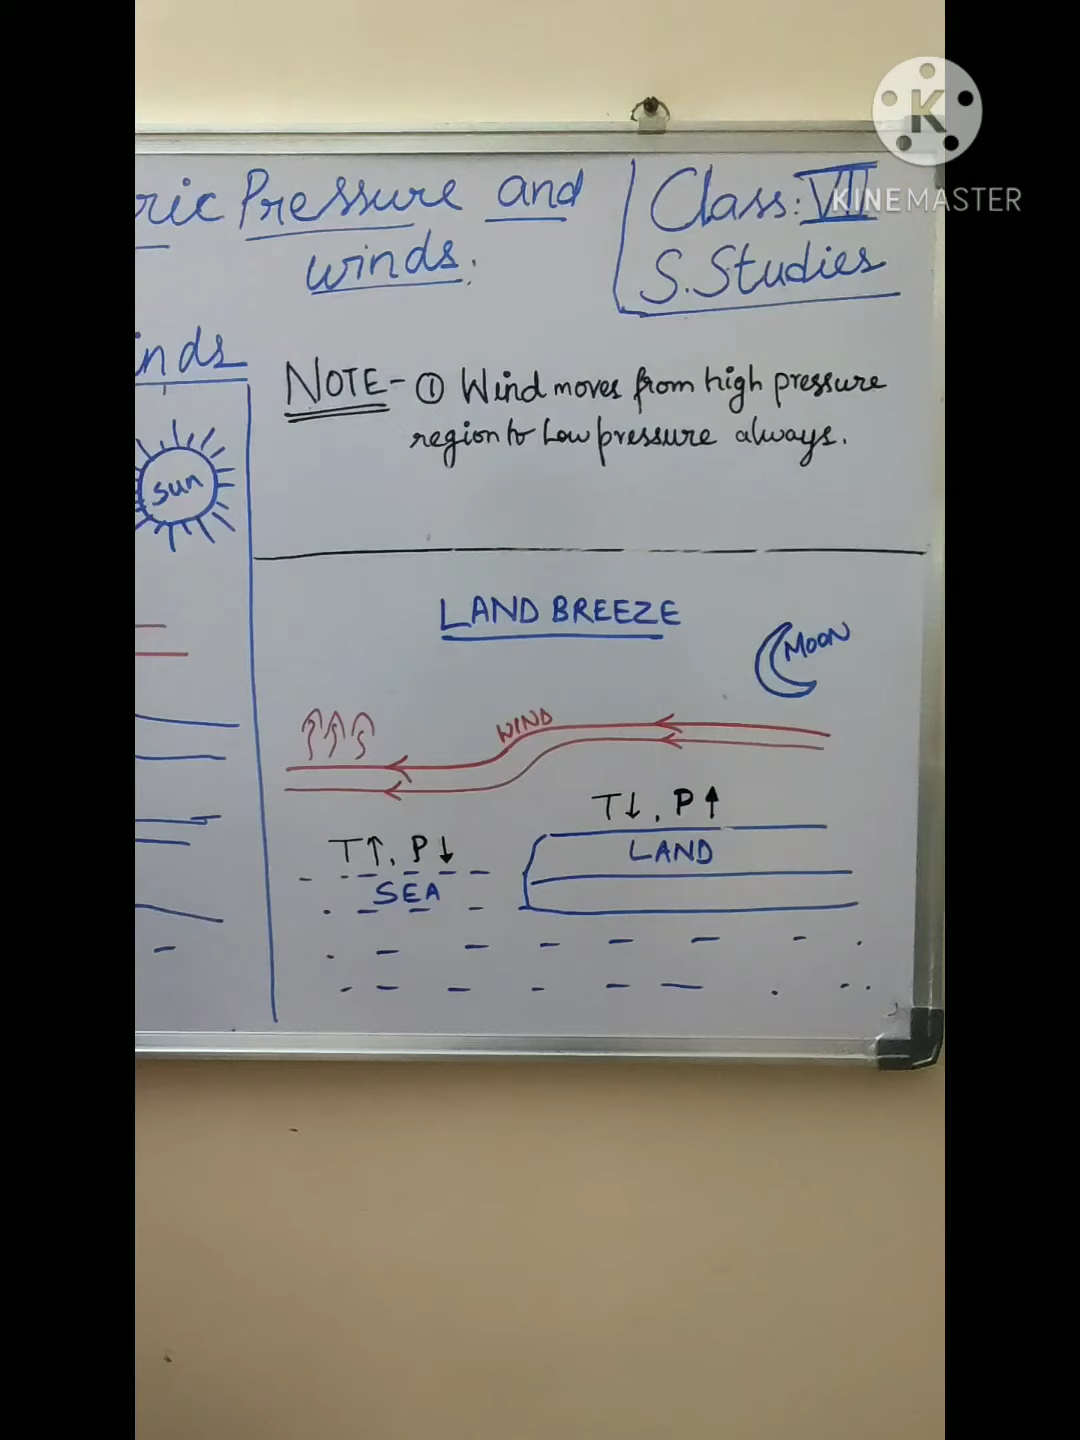 ric Pressure and
winds.
Class: VII
S. Studies
inds
NOTE- ① Wind moves from high pressure
region to Low pressure always.
sun
LAND BREEZE
MOON
WIND
T↓, P↑
LAND
T↑, P↓
SEA
K
KINEMASTER